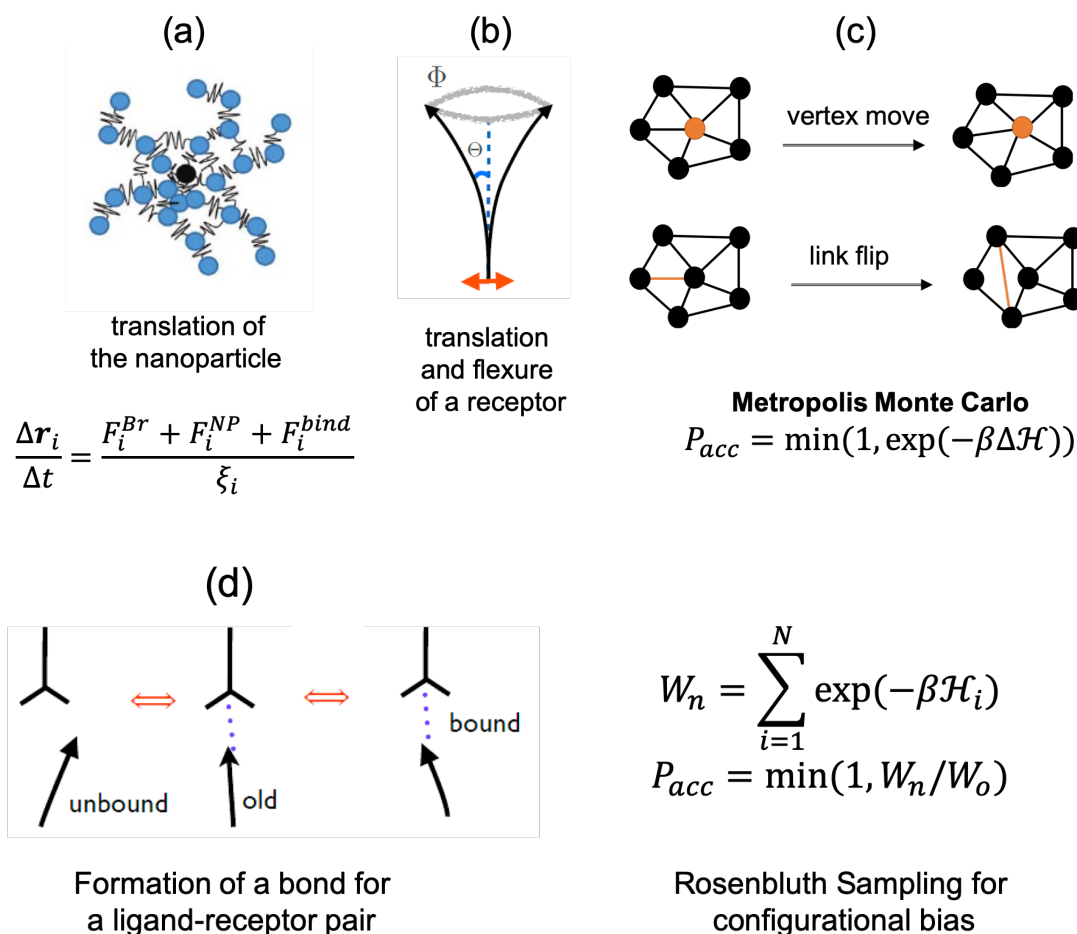 (a)
(b)
(c)
Φ
Θ
vertex move
link flip
translation of
the nanoparticle
translation
and flexure
of a receptor
Metropolis Monte Carlo
P_acc = min(1, exp(−βΔℋ))
Δr_i/Δt = (F_i^Br + F_i^NP + F_i^bind)/ξ_i
(d)
unbound
old
bound
W_n = ∑_{i=1}^{N} exp(−βℋ_i)
P_acc = min(1, W_n/W_o)
Formation of a bond for
a ligand-receptor pair
Rosenbluth Sampling for
configurational bias